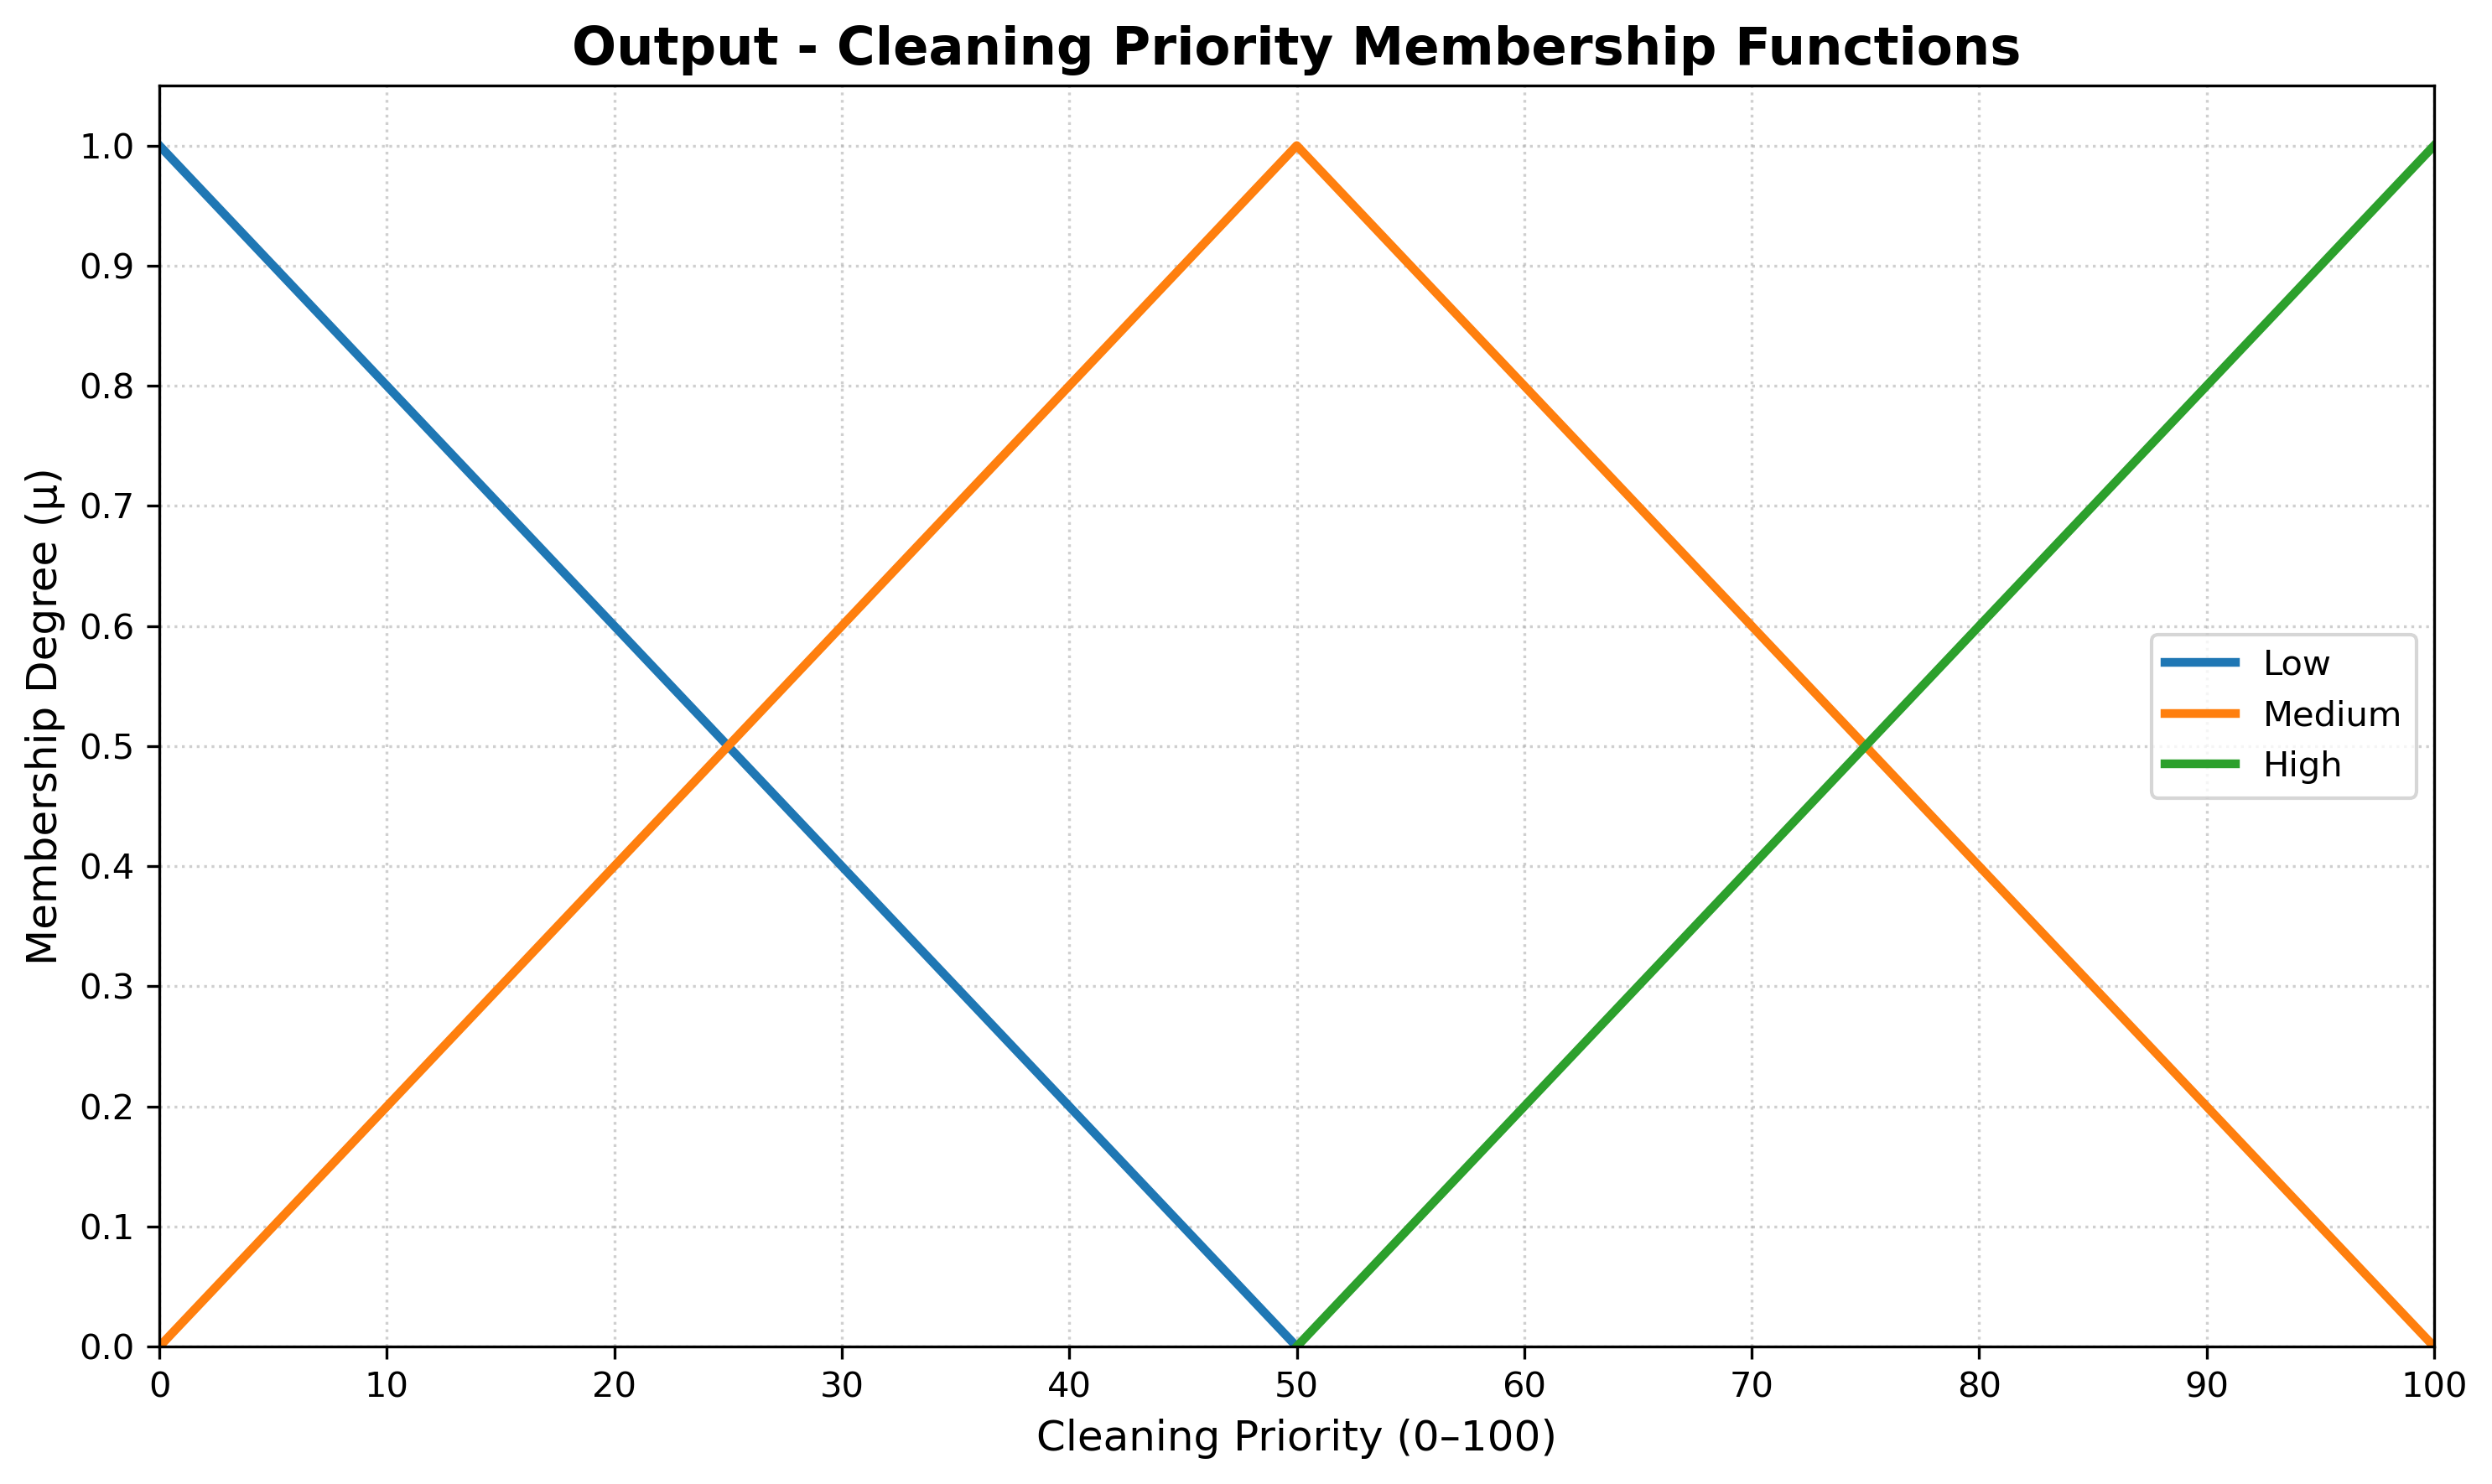 Output - Cleaning Priority Membership Functions
1.0
0.9
0.8
0.7
0.6
0.5
0.4
0.3
0.2
0.1
0.0
Membership Degree (μ)
Low
Medium
High
0 10 20 30 40 50 60 70 80 90 100
Cleaning Priority (0–100)